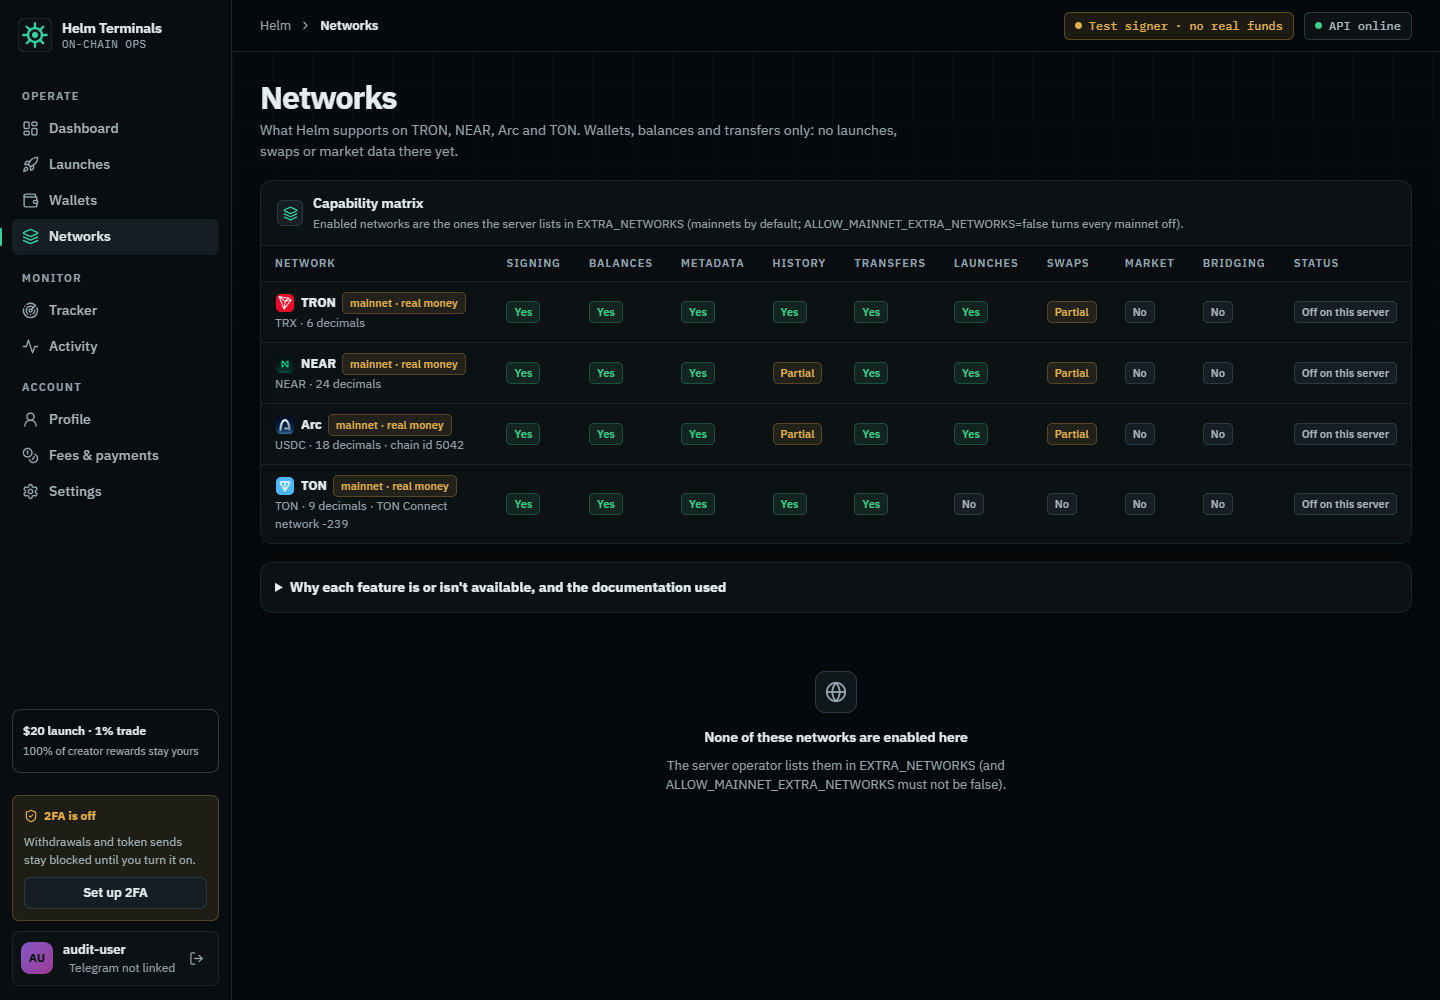 Helm Terminals
ON-CHAIN OPS
OPERATE
Dashboard
Launches
Wallets
Networks
MONITOR
Tracker
Activity
ACCOUNT
Profile
Fees & payments
Settings
$20 launch · 1% trade
100% of creator rewards stay yours
2FA is off
Withdrawals and token sends
stay blocked until you turn it on.
Set up 2FA
AU
audit-user
Telegram not linked
Helm > Networks
Test signer · no real funds
API online
Networks
What Helm supports on TRON, NEAR, Arc and TON. Wallets, balances and transfers only: no launches,
swaps or market data there yet.
Capability matrix
Enabled networks are the ones the server lists in EXTRA_NETWORKS (mainnets by default; ALLOW_MAINNET_EXTRA_NETWORKS=false turns every mainnet off).
NETWORK SIGNING BALANCES METADATA HISTORY TRANSFERS LAUNCHES SWAPS MARKET BRIDGING STATUS
TRON mainnet · real money
TRX · 6 decimals
Yes Yes Yes Yes Yes Yes Partial No No Off on this server
NEAR mainnet · real money
NEAR · 24 decimals
Yes Yes Yes Partial Yes Yes Partial No No Off on this server
Arc mainnet · real money
USDC · 18 decimals · chain id 5042
Yes Yes Yes Partial Yes Yes Partial No No Off on this server
TON mainnet · real money
TON · 9 decimals · TON Connect
network -239
Yes Yes Yes Yes Yes No No No No Off on this server
Why each feature is or isn't available, and the documentation used
None of these networks are enabled here
The server operator lists them in EXTRA_NETWORKS (and
ALLOW_MAINNET_EXTRA_NETWORKS must not be false).